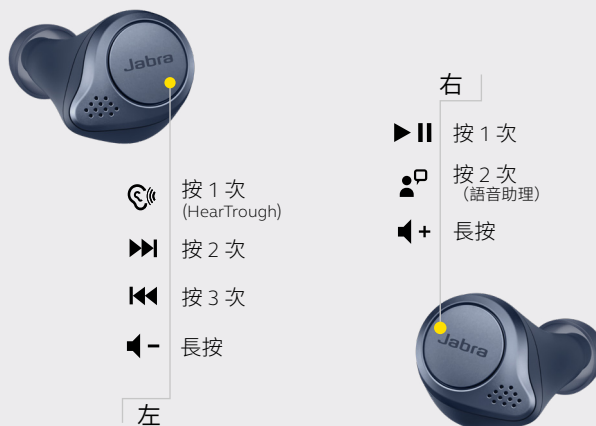 Jabra
按 1 次
(HearTrough)
按 2 次
按 3 次
長按
左
右
按 1 次
按 2 次
（語音助理）
長按
Jabra